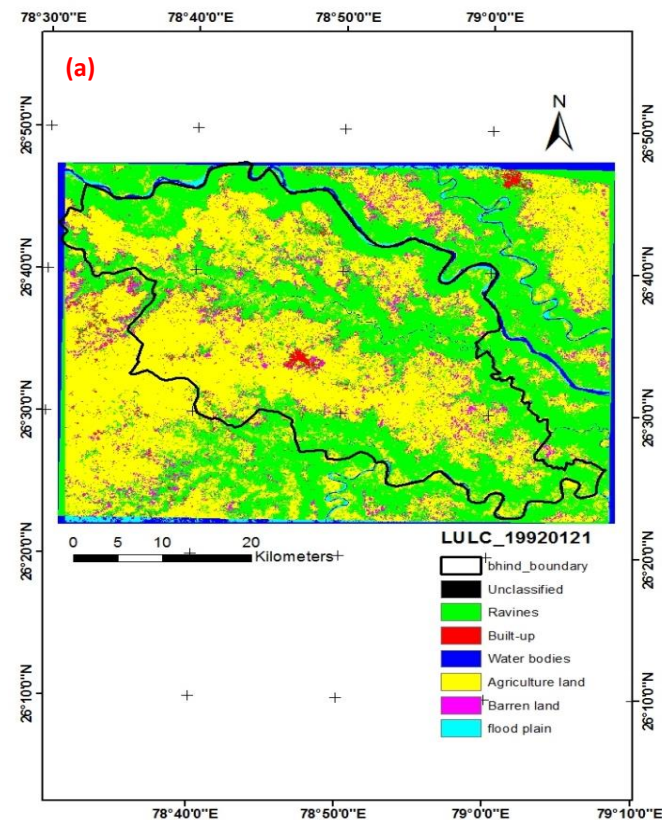 78°30'0"E 78°40'0"E 78°50'0"E 79°0'0"E
(a)
N
26°50'0"N 26°50'0"N
26°40'0"N 26°40'0"N
26°30'0"N 26°30'0"N
26°20'0"N 26°20'0"N
26°10'0"N 26°10'0"N
0 5 10 20
Kilometers
LULC_19920121
bhind_boundary
Unclassified
Ravines
Built-up
Water bodies
Agriculture land
Barren land
flood plain
78°40'0"E 78°50'0"E 79°0'0"E 79°10'0"E